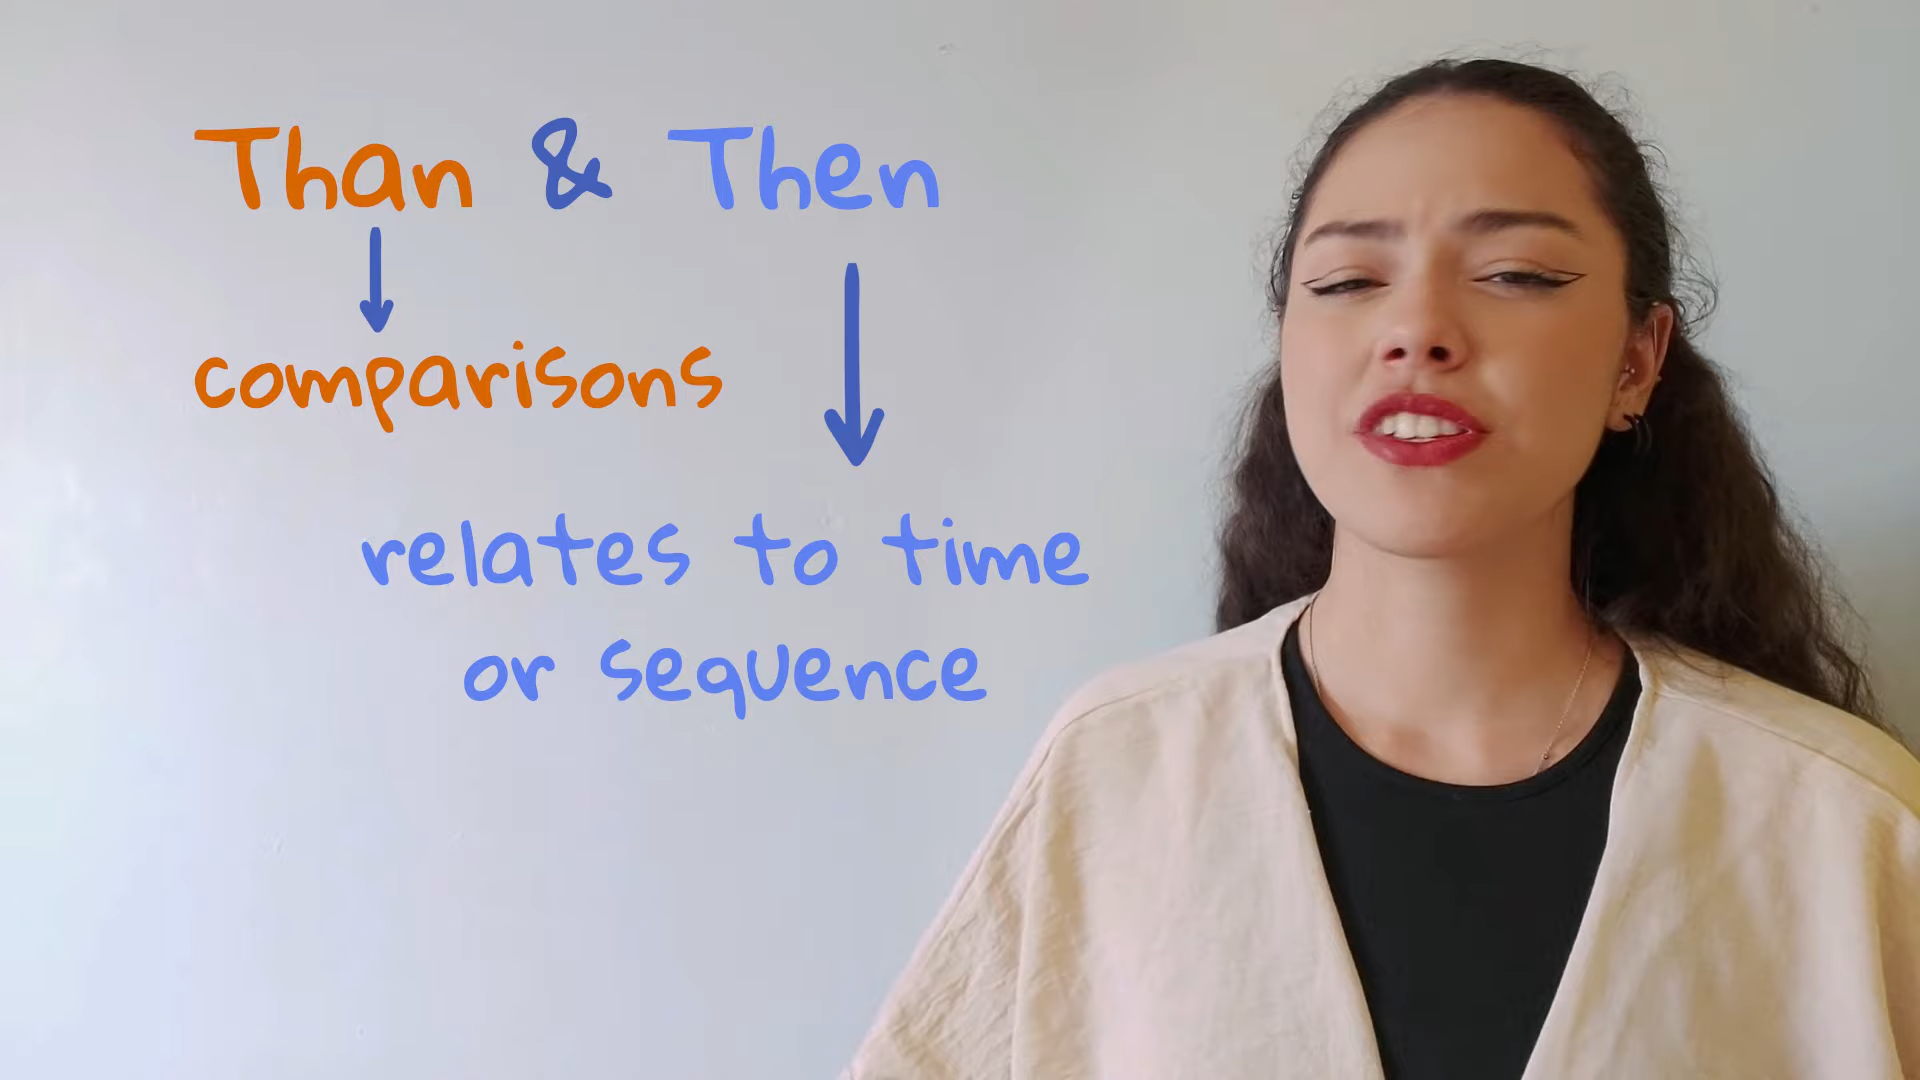 Than & Then
comparisons
relates to time
or sequence